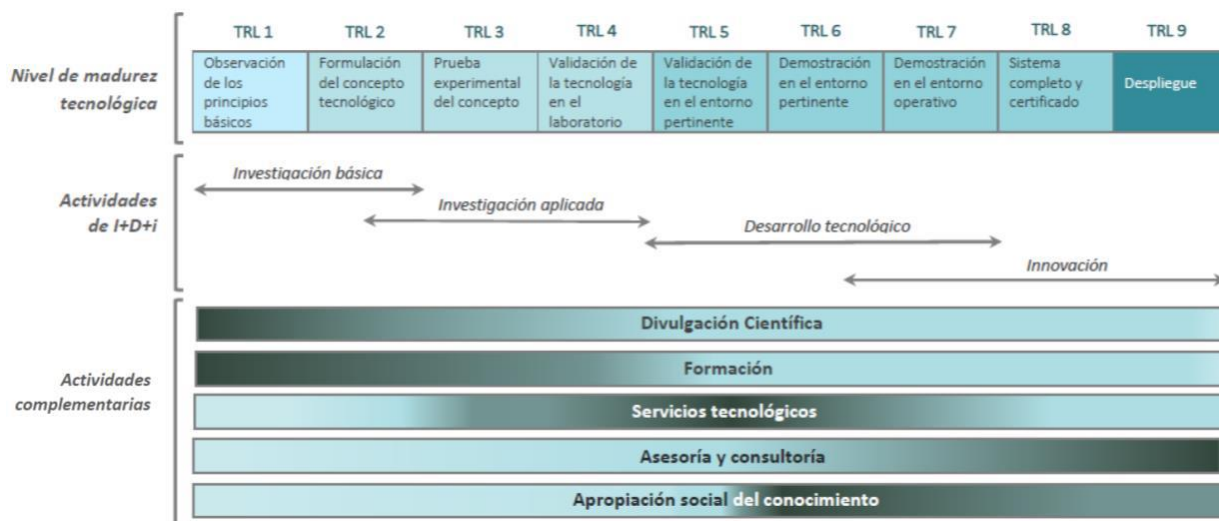 TRL 1 TRL 2 TRL 3 TRL 4 TRL 5 TRL 6 TRL 7 TRL 8 TRL 9
Nivel de madurez
tecnológica
Observación
de los
principios
básicos
Formulación
del concepto
tecnológico
Prueba
experimental
del concepto
Validación de
la tecnología
en el
laboratorio
Validación de
la tecnología
en el entorno
pertinente
Demostración
en el entorno
pertinente
Demostración
en el entorno
operativo
Sistema
completo y
certificado
Despliegue
Actividades
de I+D+i
Investigación básica
Investigación aplicada
Desarrollo tecnológico
Innovación
Actividades
complementarias
Divulgación Científica
Formación
Servicios tecnológicos
Asesoría y consultoría
Apropiación social del conocimiento